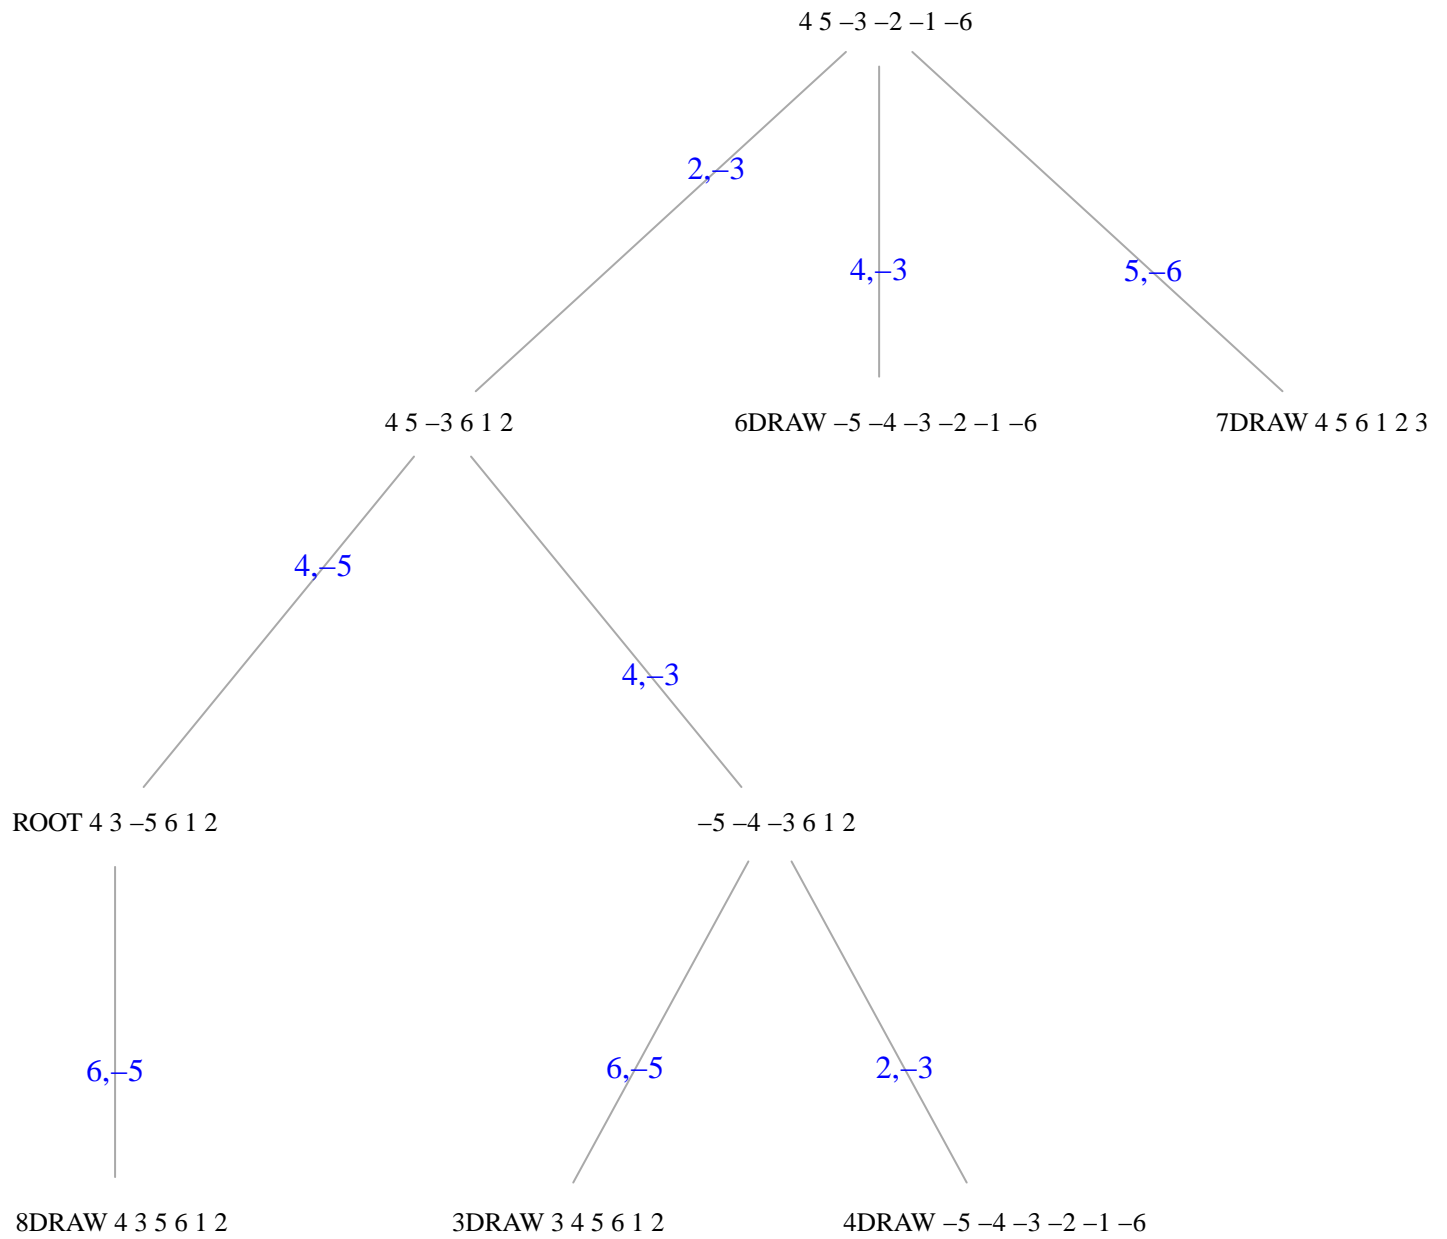 4 5 –3 –2 –1 –6
2,–3
4,–3
5,–6
4 5 –3 6 1 2
6DRAW –5 –4 –3 –2 –1 –6
7DRAW 4 5 6 1 2 3
4,–5
4,–3
ROOT 4 3 –5 6 1 2
–5 –4 –3 6 1 2
6,–5
6,–5
2,–3
8DRAW 4 3 5 6 1 2
3DRAW 3 4 5 6 1 2
4DRAW –5 –4 –3 –2 –1 –6